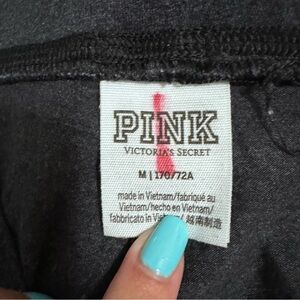 PINK
VICTORIA'S SECRET
M | 170/72A
made in Vietnam/fabriqué au
Vietnam/hecho en Vietnam/
fabbricato in 越南制造